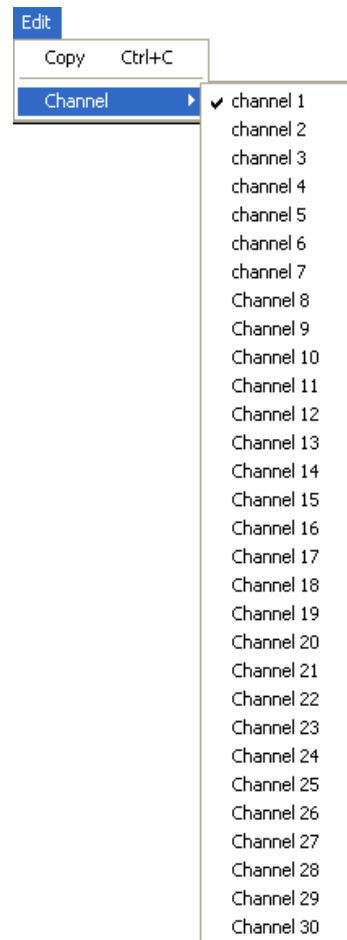 Edit
Copy Ctrl+C
Channel
channel 1
channel 2
channel 3
channel 4
channel 5
channel 6
channel 7
Channel 8
Channel 9
Channel 10
Channel 11
Channel 12
Channel 13
Channel 14
Channel 15
Channel 16
Channel 17
Channel 18
Channel 19
Channel 20
Channel 21
Channel 22
Channel 23
Channel 24
Channel 25
Channel 26
Channel 27
Channel 28
Channel 29
Channel 30